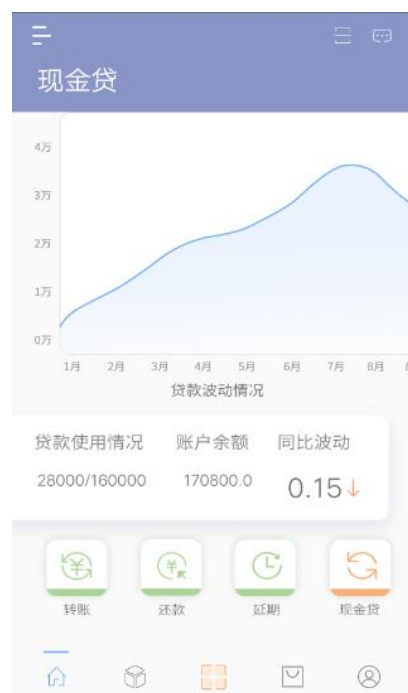 现金贷
4万
3万
2万
1万
0万
1月 2月 3月 4月 5月 6月 7月 8月
贷款波动情况
贷款使用情况 账户余额 同比波动
28000/160000 170800.0 0.15↓
转账 还款 延期 现金贷